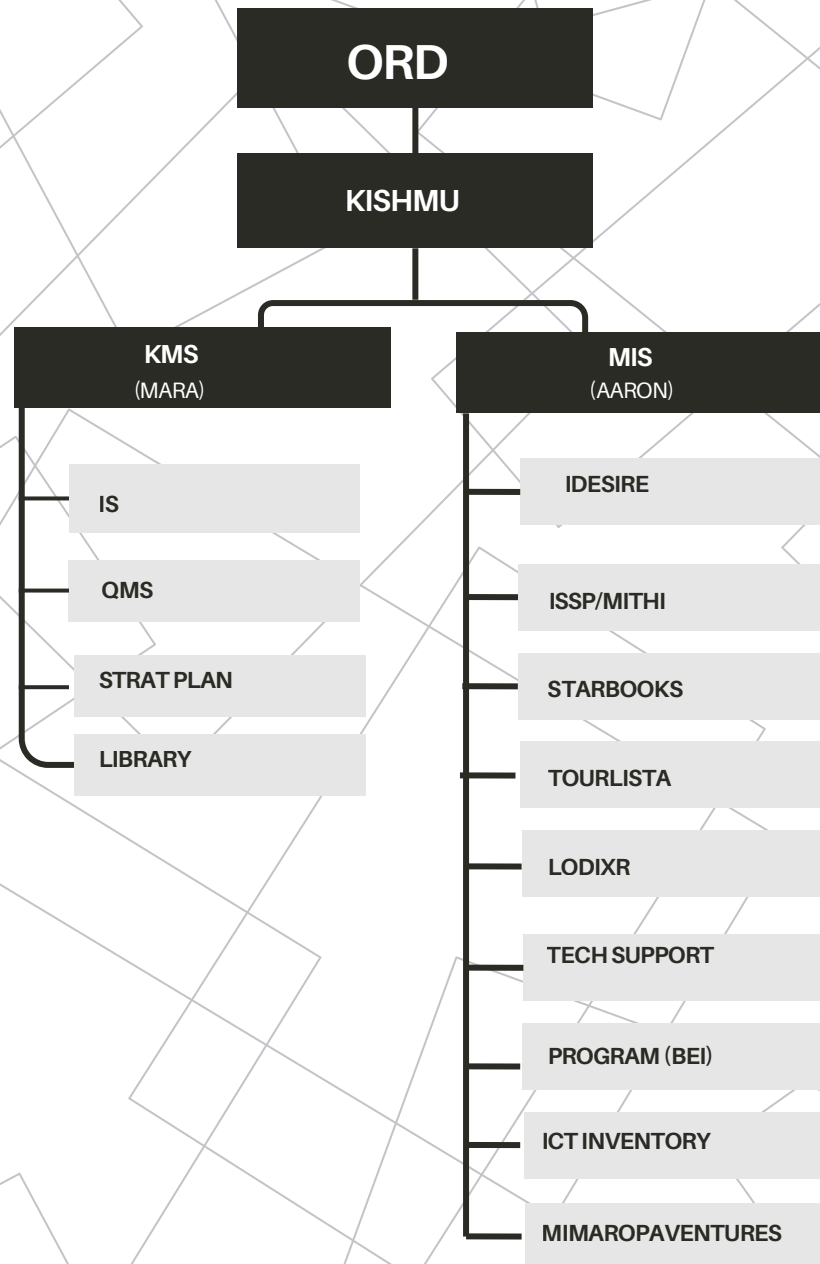 ORD
KISHMU
KMS
(MARA)
IS
QMS
STRAT PLAN
LIBRARY
MIS
(AARON)
IDESIRE
ISSP/MITHI
STARBOOKS
TOURLISTA
LODIXR
TECH SUPPORT
PROGRAM (BEI)
ICT INVENTORY
MIMAROPAVENTURES